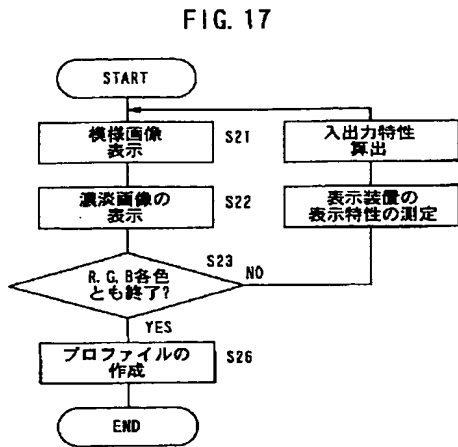 FIG. 17
START
模様画像
表示
S21
濃淡画像の
表示
S22
S23
R, G, B各色
とも終了?
NO
YES
プロファイルの
作成
S26
END
入出力特性
算出
表示装置の
表示特性の測定